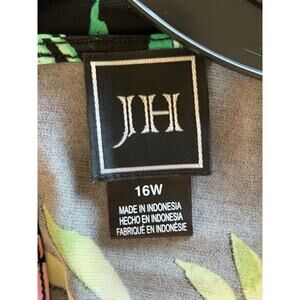 JH
16W
MADE IN INDONESIA
HECHO EN INDONESIA
FABRIQUÉ EN INDONÉSIE